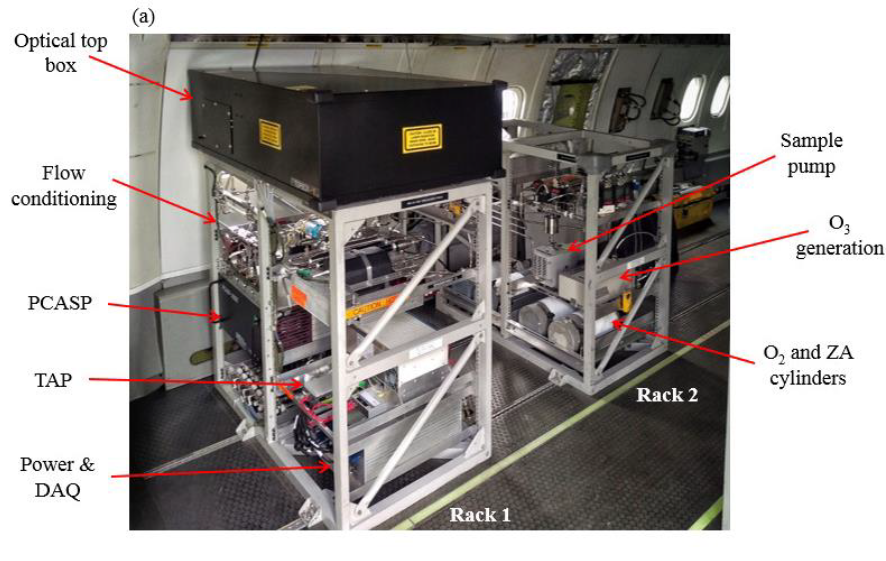 (a)
Optical top
box
Flow
conditioning
PCASP
TAP
Power &
DAQ
Sample
pump
O₃
generation
O₂ and ZA
cylinders
Rack 2
Rack 1
CAUTION